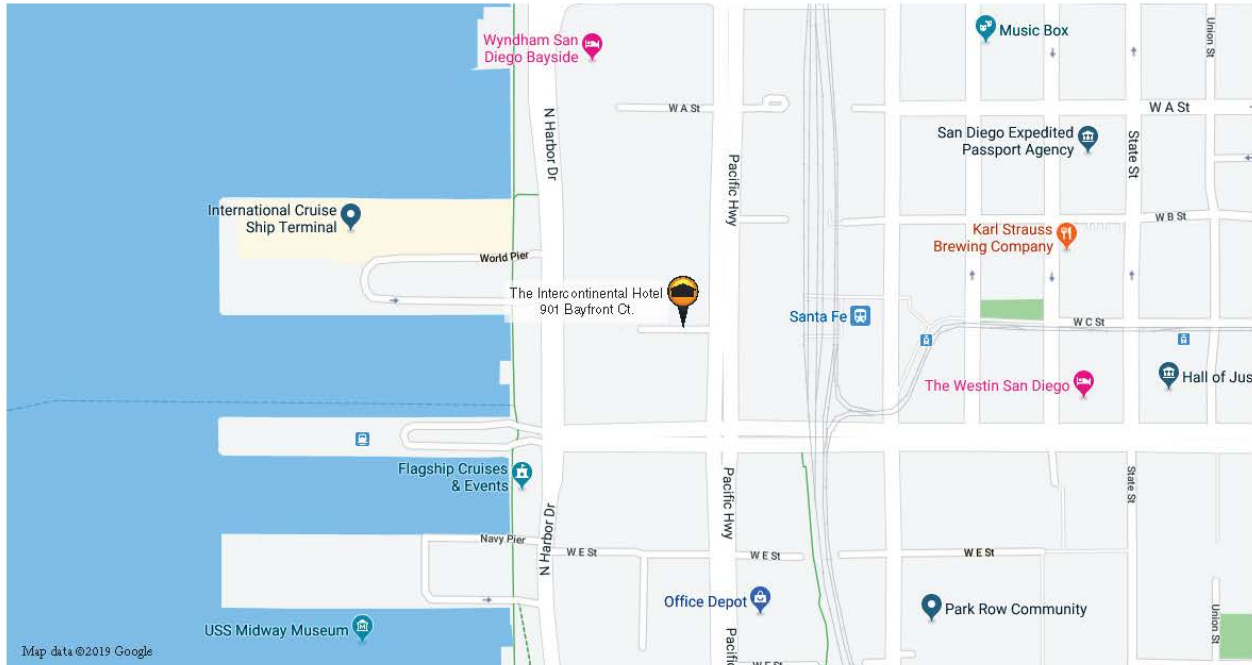 Wyndham San
Diego Bayside
Music Box
Union St
N Harbor Dr
W A St
W A St
Pacific Hwy
San Diego Expedited
Passport Agency
State St
International Cruise
Ship Terminal
W B St
Karl Strauss
Brewing Company
World Pier
The Intercontinental Hotel
901 Bayfront Ct.
Santa Fe
W C St
The Westin San Diego
Hall of Jus
Flagship Cruises
& Events
Pacific Hwy
State St
N Harbor Dr
Navy Pier
W E St
W E St
W E St
Office Depot
Park Row Community
USS Midway Museum
Pacific
Union St
W E St
Map data ©2019 Google